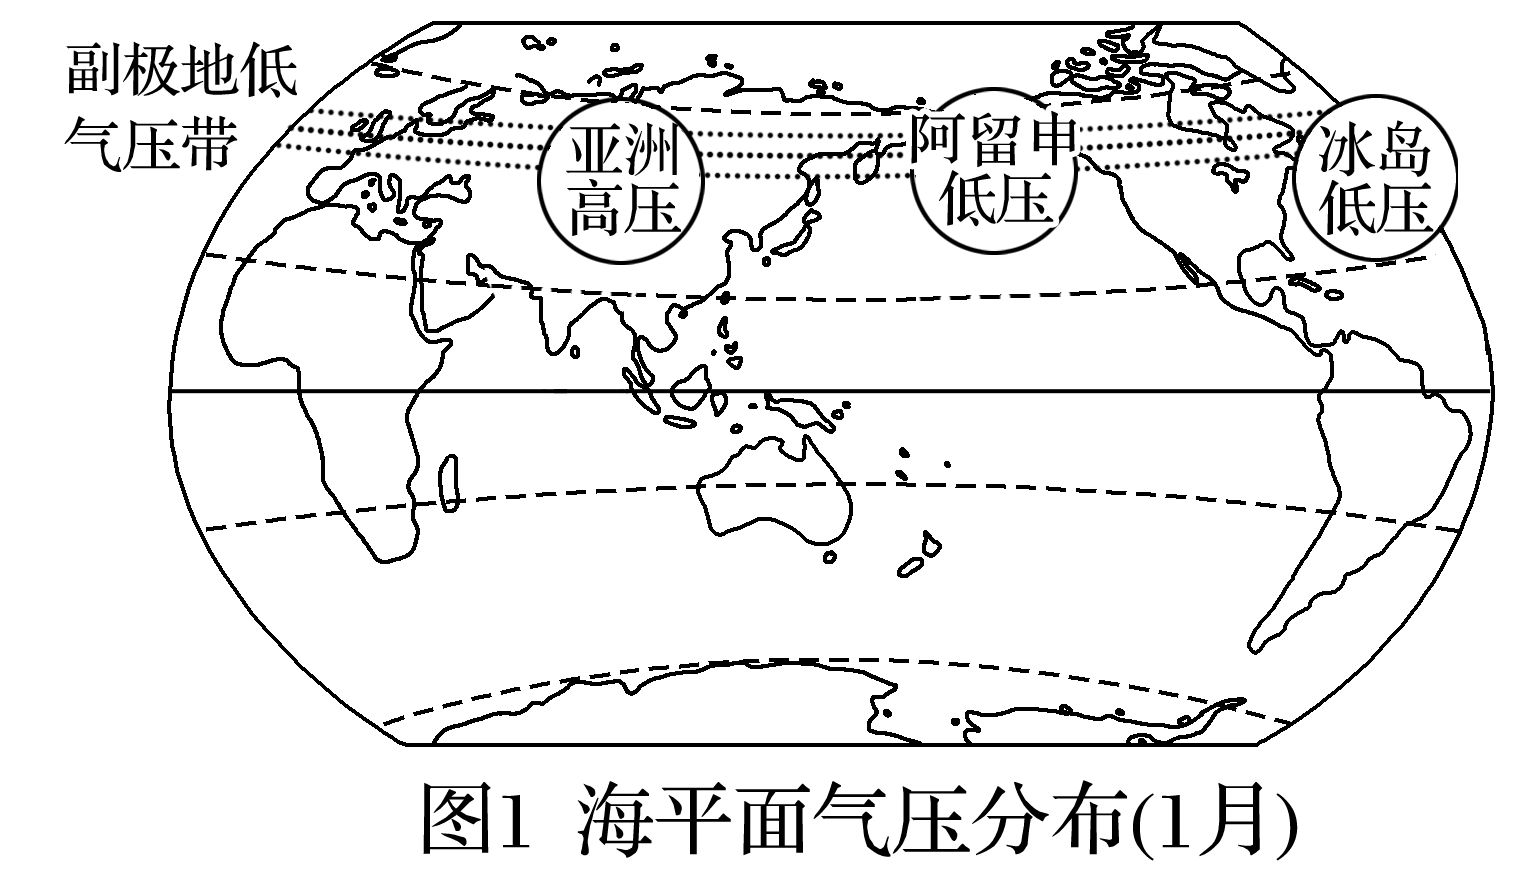 副极地低
气压带
亚洲
高压
阿留申
低压
冰岛
低压
图1 海平面气压分布(1月)